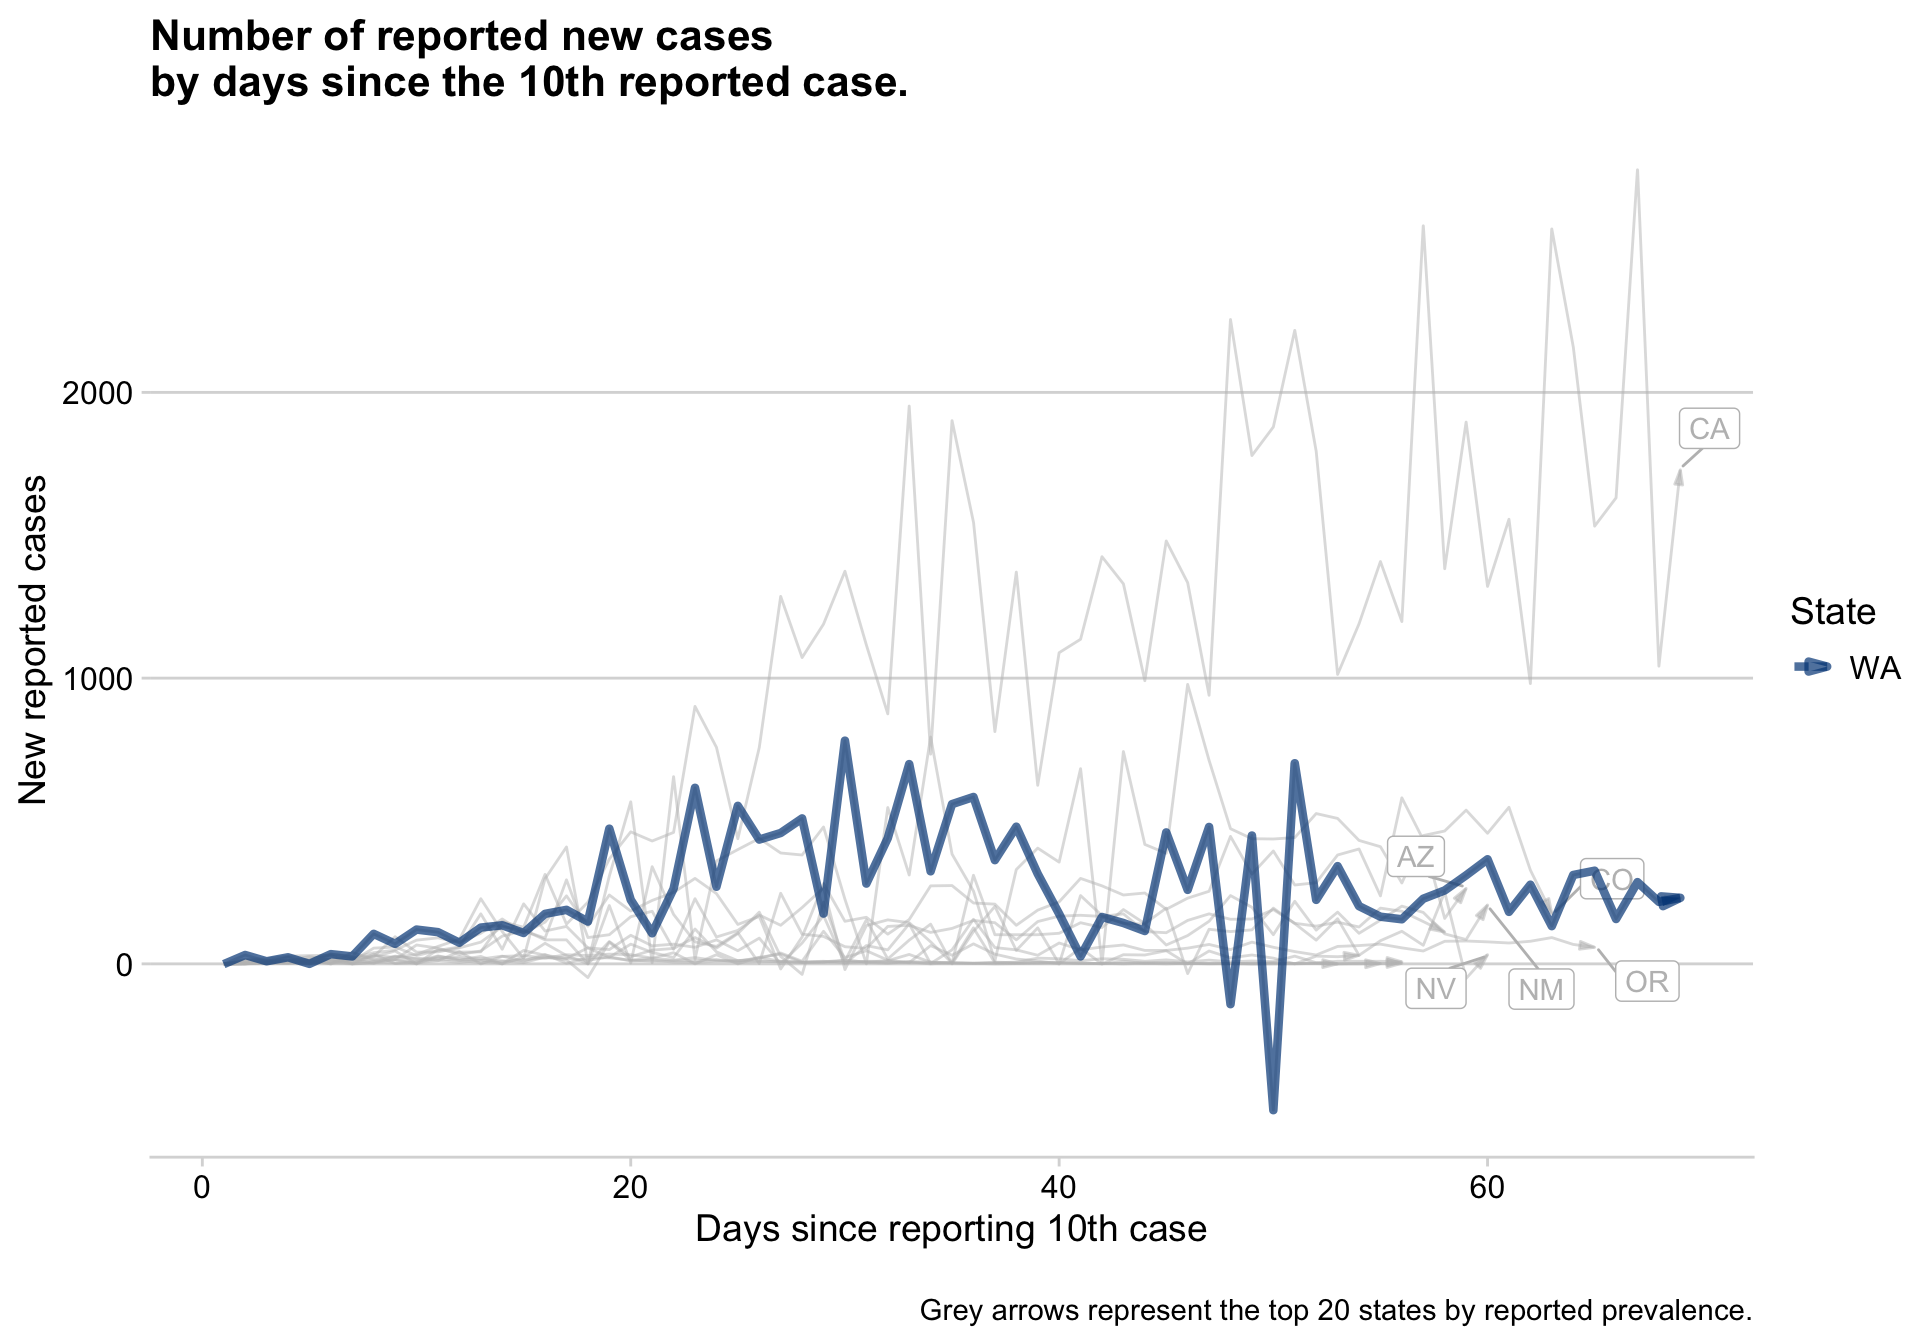 Number of reported new cases
by days since the 10th reported case.
New reported cases
2000
1000
0
CA
AZ
CO
NV
NM
OR
State
WA
0
20
40
60
Days since reporting 10th case
Grey arrows represent the top 20 states by reported prevalence.